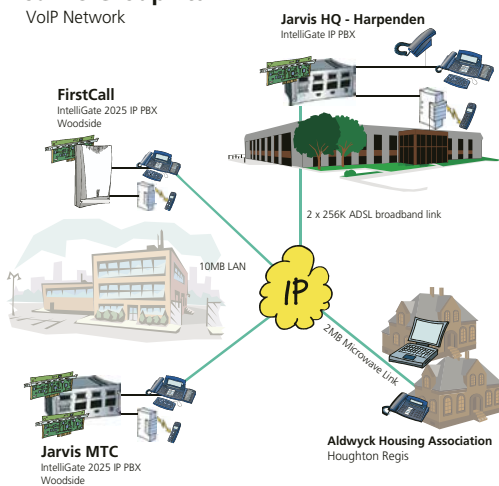 VoIP Network
Jarvis HQ - Harpenden
IntelliGate IP PBX
FirstCall
IntelliGate 2025 IP PBX
Woodside
2 x 256K ADSL broadband link
10MB LAN
IP
2MB Microwave Link
Jarvis MTC
IntelliGate 2025 IP PBX
Woodside
Aldwyck Housing Association
Houghton Regis